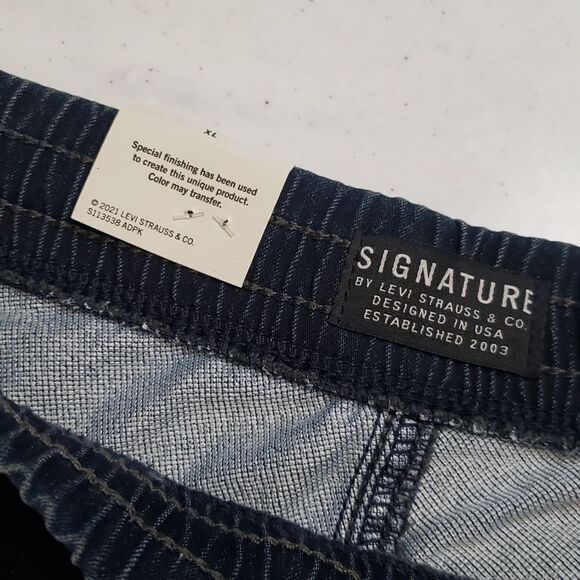 XL
Special finishing has been used
to create this unique product.
Color may transfer.
© 2021 LEVI STRAUSS & CO.
S113538 ADPK
SIGNATURE
BY LEVI STRAUSS & CO.
DESIGNED IN USA
ESTABLISHED 2003